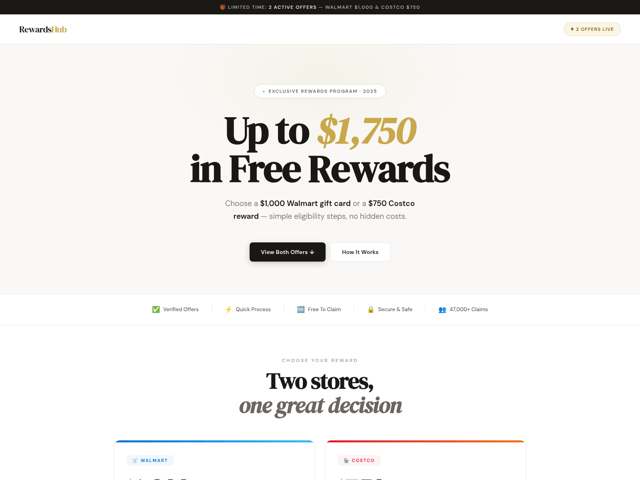 LIMITED TIME: 2 ACTIVE OFFERS — WALMART $1,000 & COSTCO $750
RewardsHub
2 OFFERS LIVE
EXCLUSIVE REWARDS PROGRAM · 2025
Up to $1,750
in Free Rewards
Choose a $1,000 Walmart gift card or a $750 Costco
reward — simple eligibility steps, no hidden costs.
View Both Offers ↓
How It Works
Verified Offers
Quick Process
Free To Claim
Secure & Safe
47,000+ Claims
CHOOSE YOUR REWARD
Two stores,
one great decision
WALMART
COSTCO